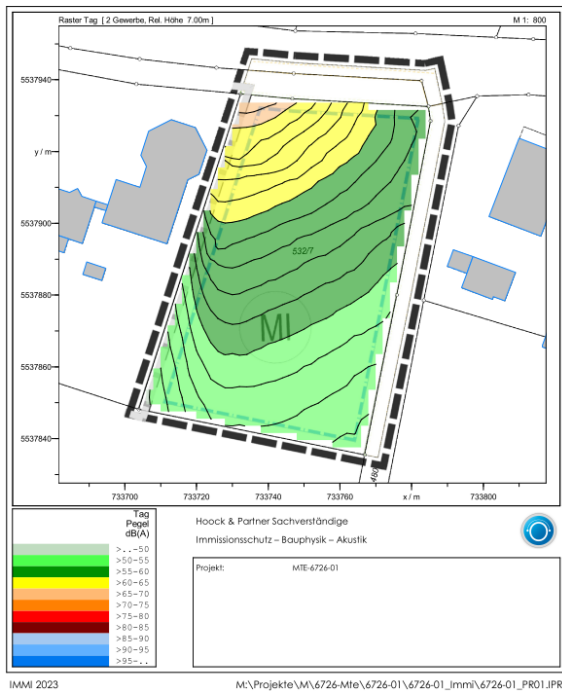 Raster Tag [ 2 Gewerbe, Rel. Höhe 7.00m ] M 1: 800
5537940
y / m
5537900
5537880
5537860
5537840
532/7
MI
480
733700 733720 733740 733760 x / m 733800
Tag
Pegel
dB(A)
>..-50
>50-55
>55-60
>60-65
>65-70
>70-75
>75-80
>80-85
>85-90
>90-95
>95-..
Hoock & Partner Sachverständige
Immissionsschutz – Bauphysik – Akustik
Projekt: MTE-6726-01
IMMI 2023 M:\Projekte\M\6726-Mte\6726-01\6726-01_Immi\6726-01_PR01.IPR